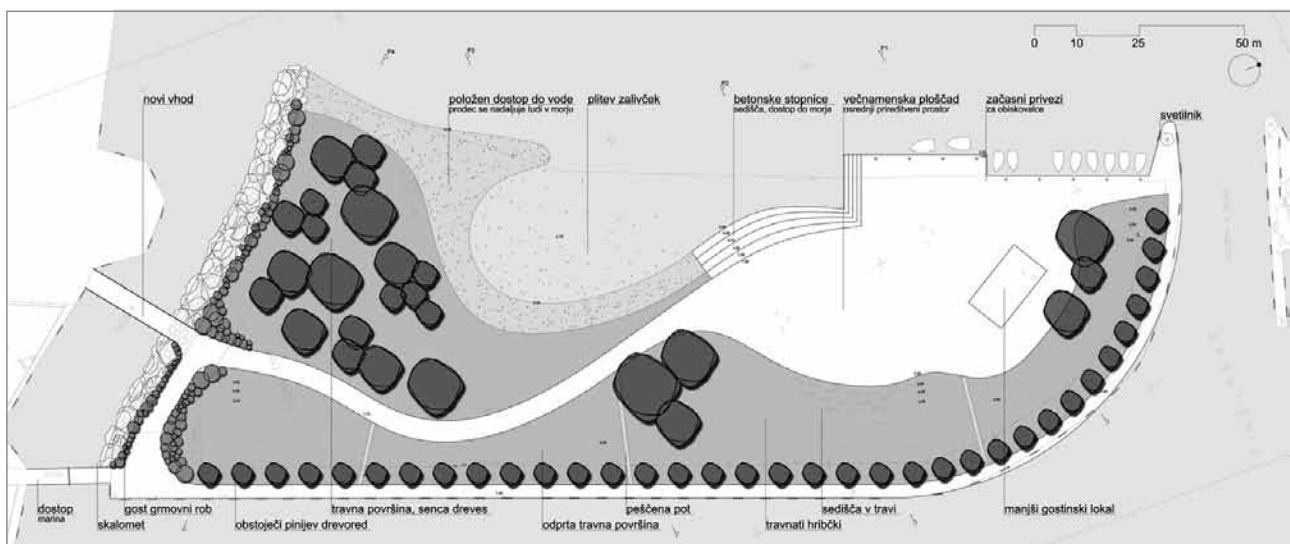 0 10 25 50 m
P4
P3
P1
novi vhod
položen dostop do vode
prodec se nadaljuje tudi v morju
plitev zalivček
betonske stopnice
sedišča, dostop do morja
večnamenska ploščad
osrednji prireditveni prostor
začasni privezi
za obiskovalce
svetilnik
dostop
marina
skalomet
gost grmovni rob
obstoječi pinijev drevored
travna površina, senca dreves
odprta travna površina
peščena pot
travnati hribčki
sedišča v travi
manjši gostinski lokal